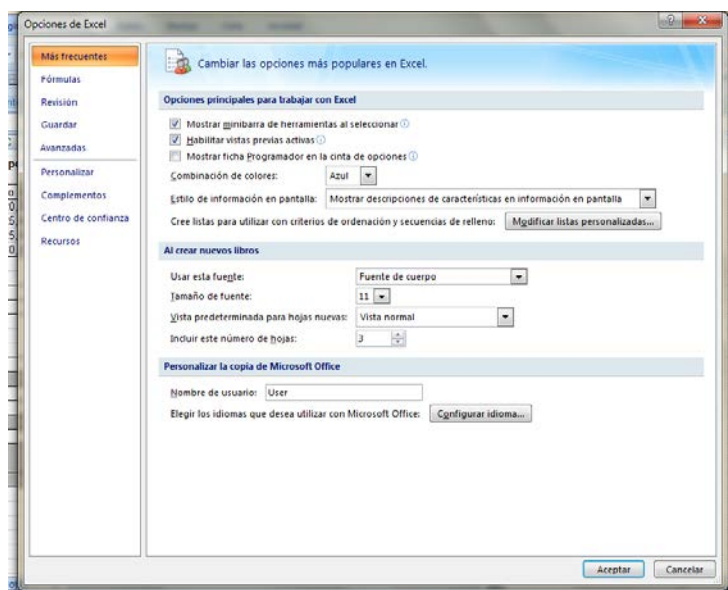 Opciones de Excel
Más frecuentes
Fórmulas
Revisión
Guardar
Avanzadas
Personalizar
Complementos
Centro de confianza
Recursos
Cambiar las opciones más populares en Excel.
Opciones principales para trabajar con Excel
Mostrar minibarra de herramientas al seleccionar
Habilitar vistas previas activas
Mostrar ficha Programador en la cinta de opciones
Combinación de colores: Azul
Estilo de información en pantalla: Mostrar descripciones de características en información en pantalla
Cree listas para utilizar con criterios de ordenación y secuencias de relleno: Modificar listas personalizadas...
Al crear nuevos libros
Usar esta fuente: Fuente de cuerpo
Tamaño de fuente: 11
Vista predeterminada para hojas nuevas: Vista normal
Incluir este número de hojas: 3
Personalizar la copia de Microsoft Office
Nombre de usuario: User
Elegir los idiomas que desea utilizar con Microsoft Office: Configurar idioma...
Aceptar Cancelar